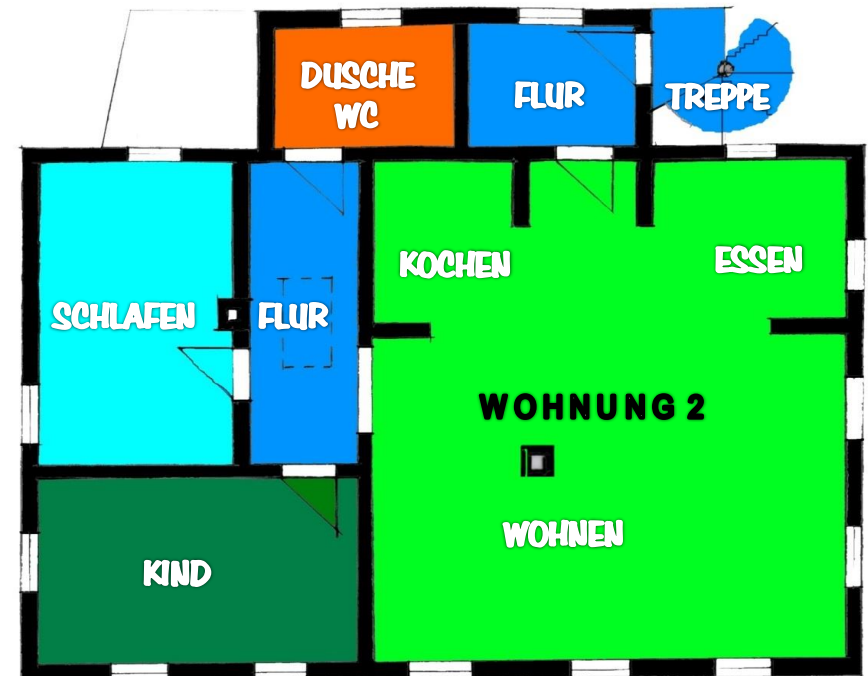 DUSCHE
WC
FLUR
TREPPE
KOCHEN
ESSEN
SCHLAFEN
FLUR
WOHNUNG 2
WOHNEN
KIND